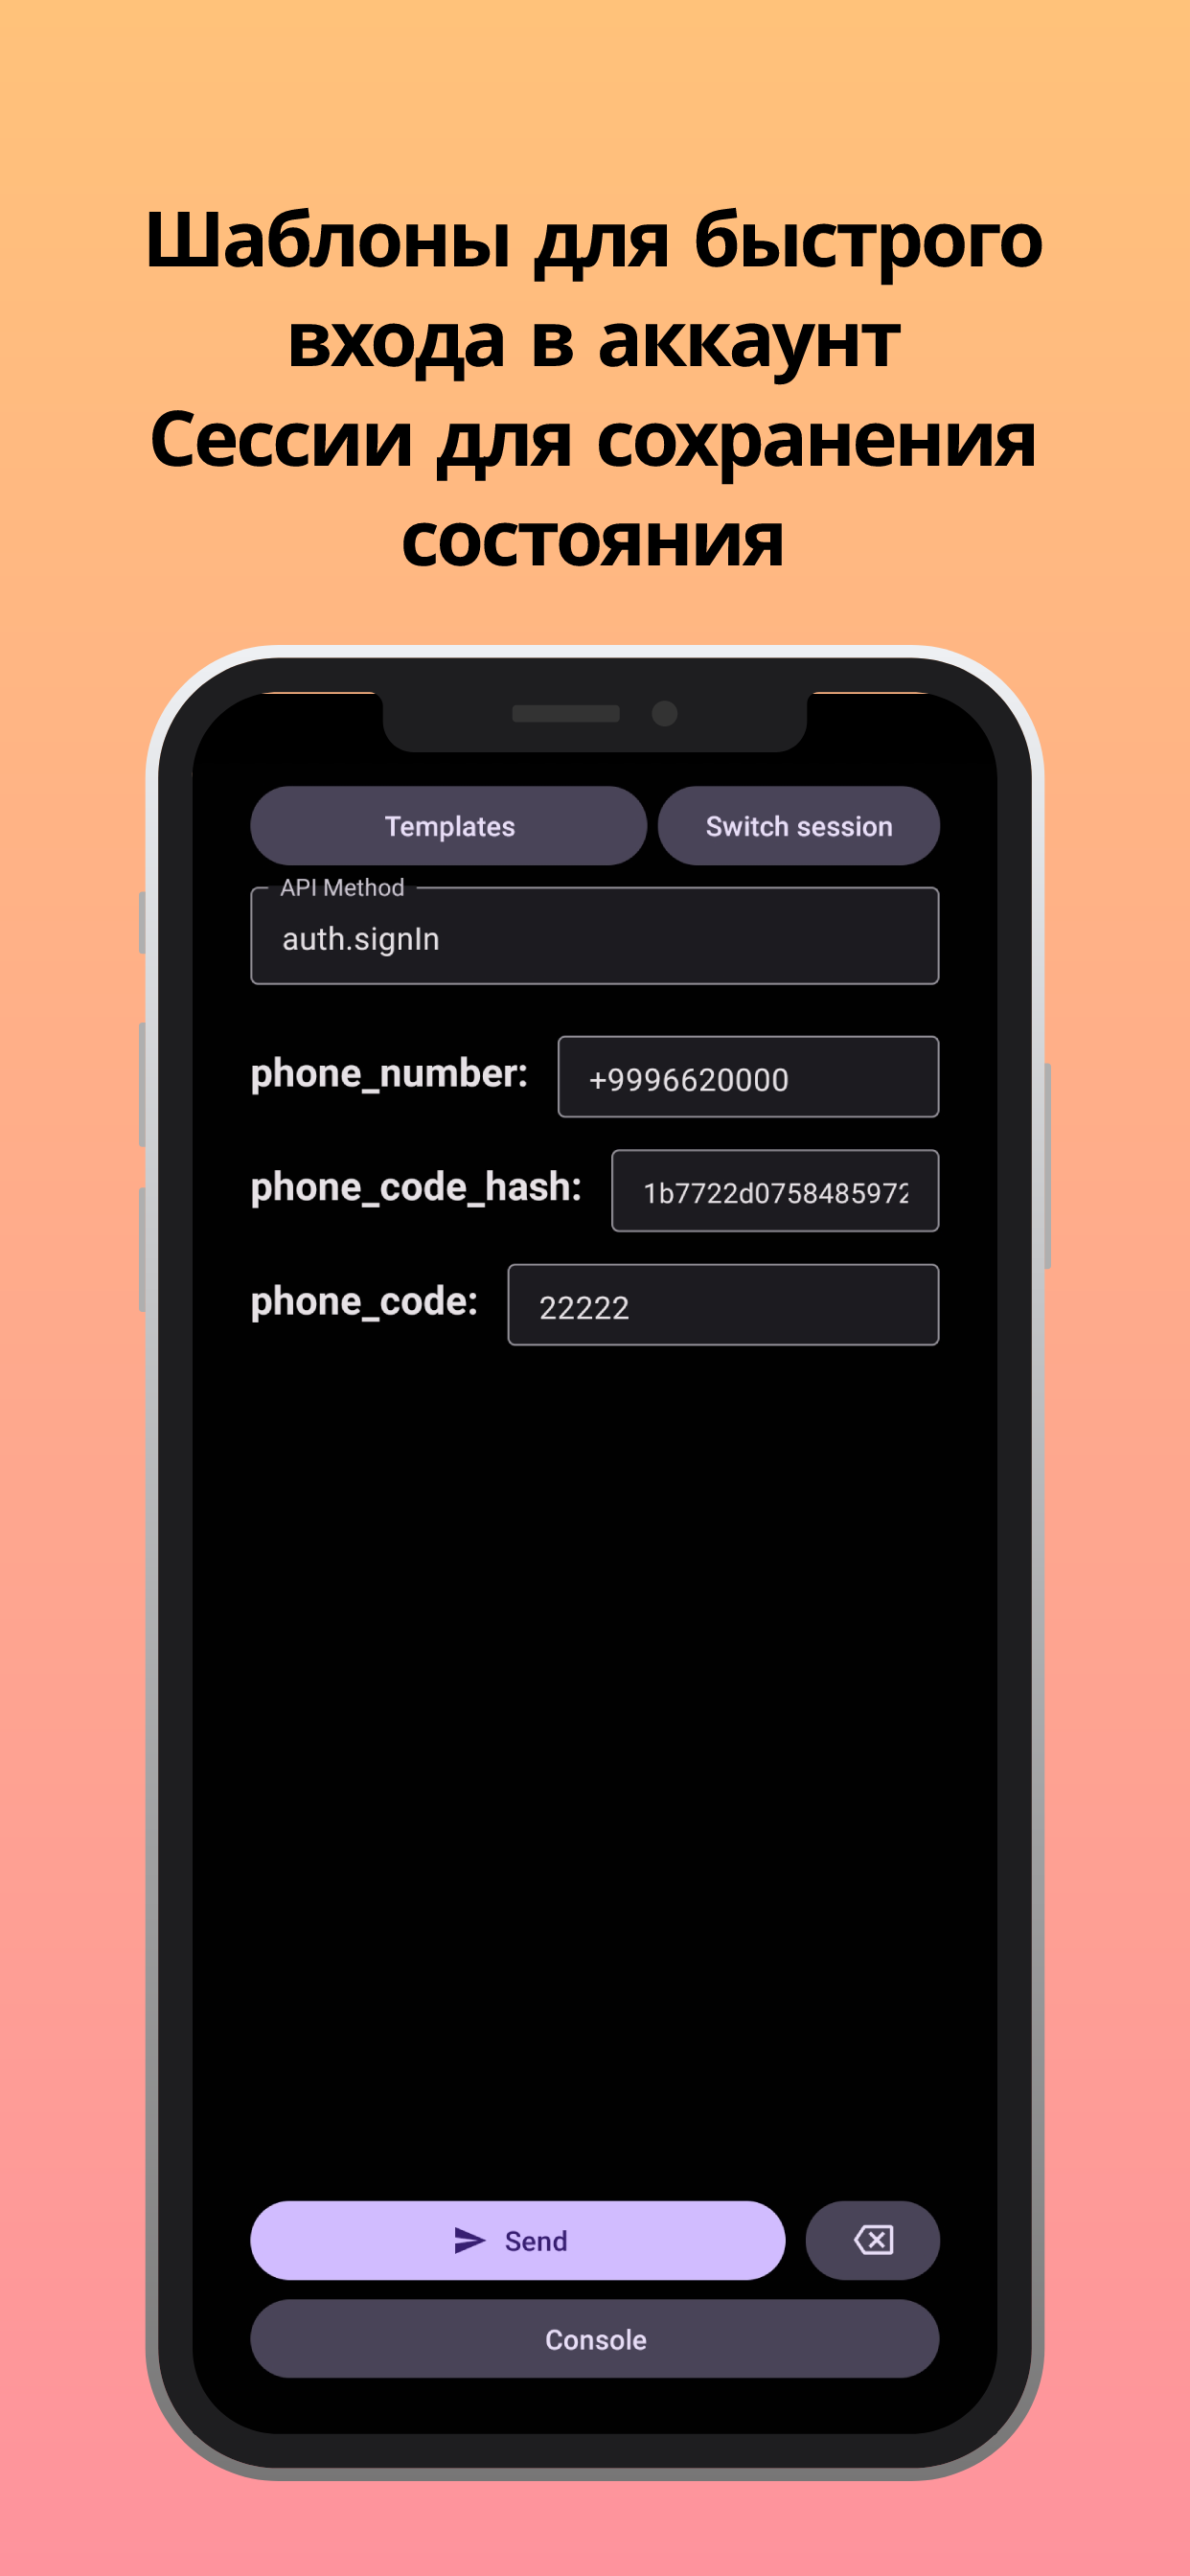 Шаблоны для быстрого
входа в аккаунт
Сессии для сохранения
состояния
Templates
Switch session
API Method
auth.signIn
phone_number:
+9996620000
phone_code_hash:
1b7722d0758485972
phone_code:
22222
Send
Console